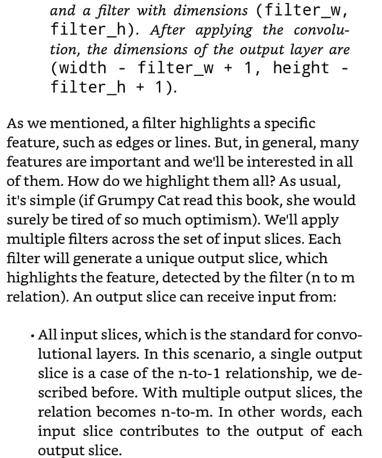 and a filter with dimensions (filter_w,
filter_h). After applying the convolu-
tion, the dimensions of the output layer are
(width - filter_w + 1, height -
filter_h + 1).
As we mentioned, a filter highlights a specific
feature, such as edges or lines. But, in general, many
features are important and we'll be interested in all
of them. How do we highlight them all? As usual,
it's simple (if Grumpy Cat read this book, she would
surely be tired of so much optimism). We'll apply
multiple filters across the set of input slices. Each
filter will generate a unique output slice, which
highlights the feature, detected by the filter (n to m
relation). An output slice can receive input from:
• All input slices, which is the standard for convo-
lutional layers. In this scenario, a single output
slice is a case of the n-to-1 relationship, we de-
scribed before. With multiple output slices, the
relation becomes n-to-m. In other words, each
input slice contributes to the output of each
output slice.